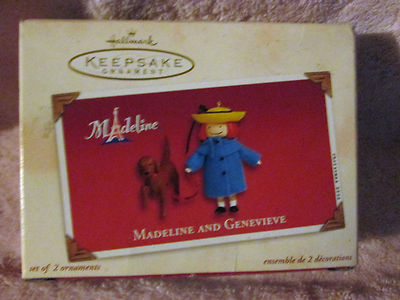 Hallmark
KEEPSAKE
ORNAMENT
Madeline
MADELINE AND GENEVIEVE
set of 2 ornaments
ensemble de 2 décorations